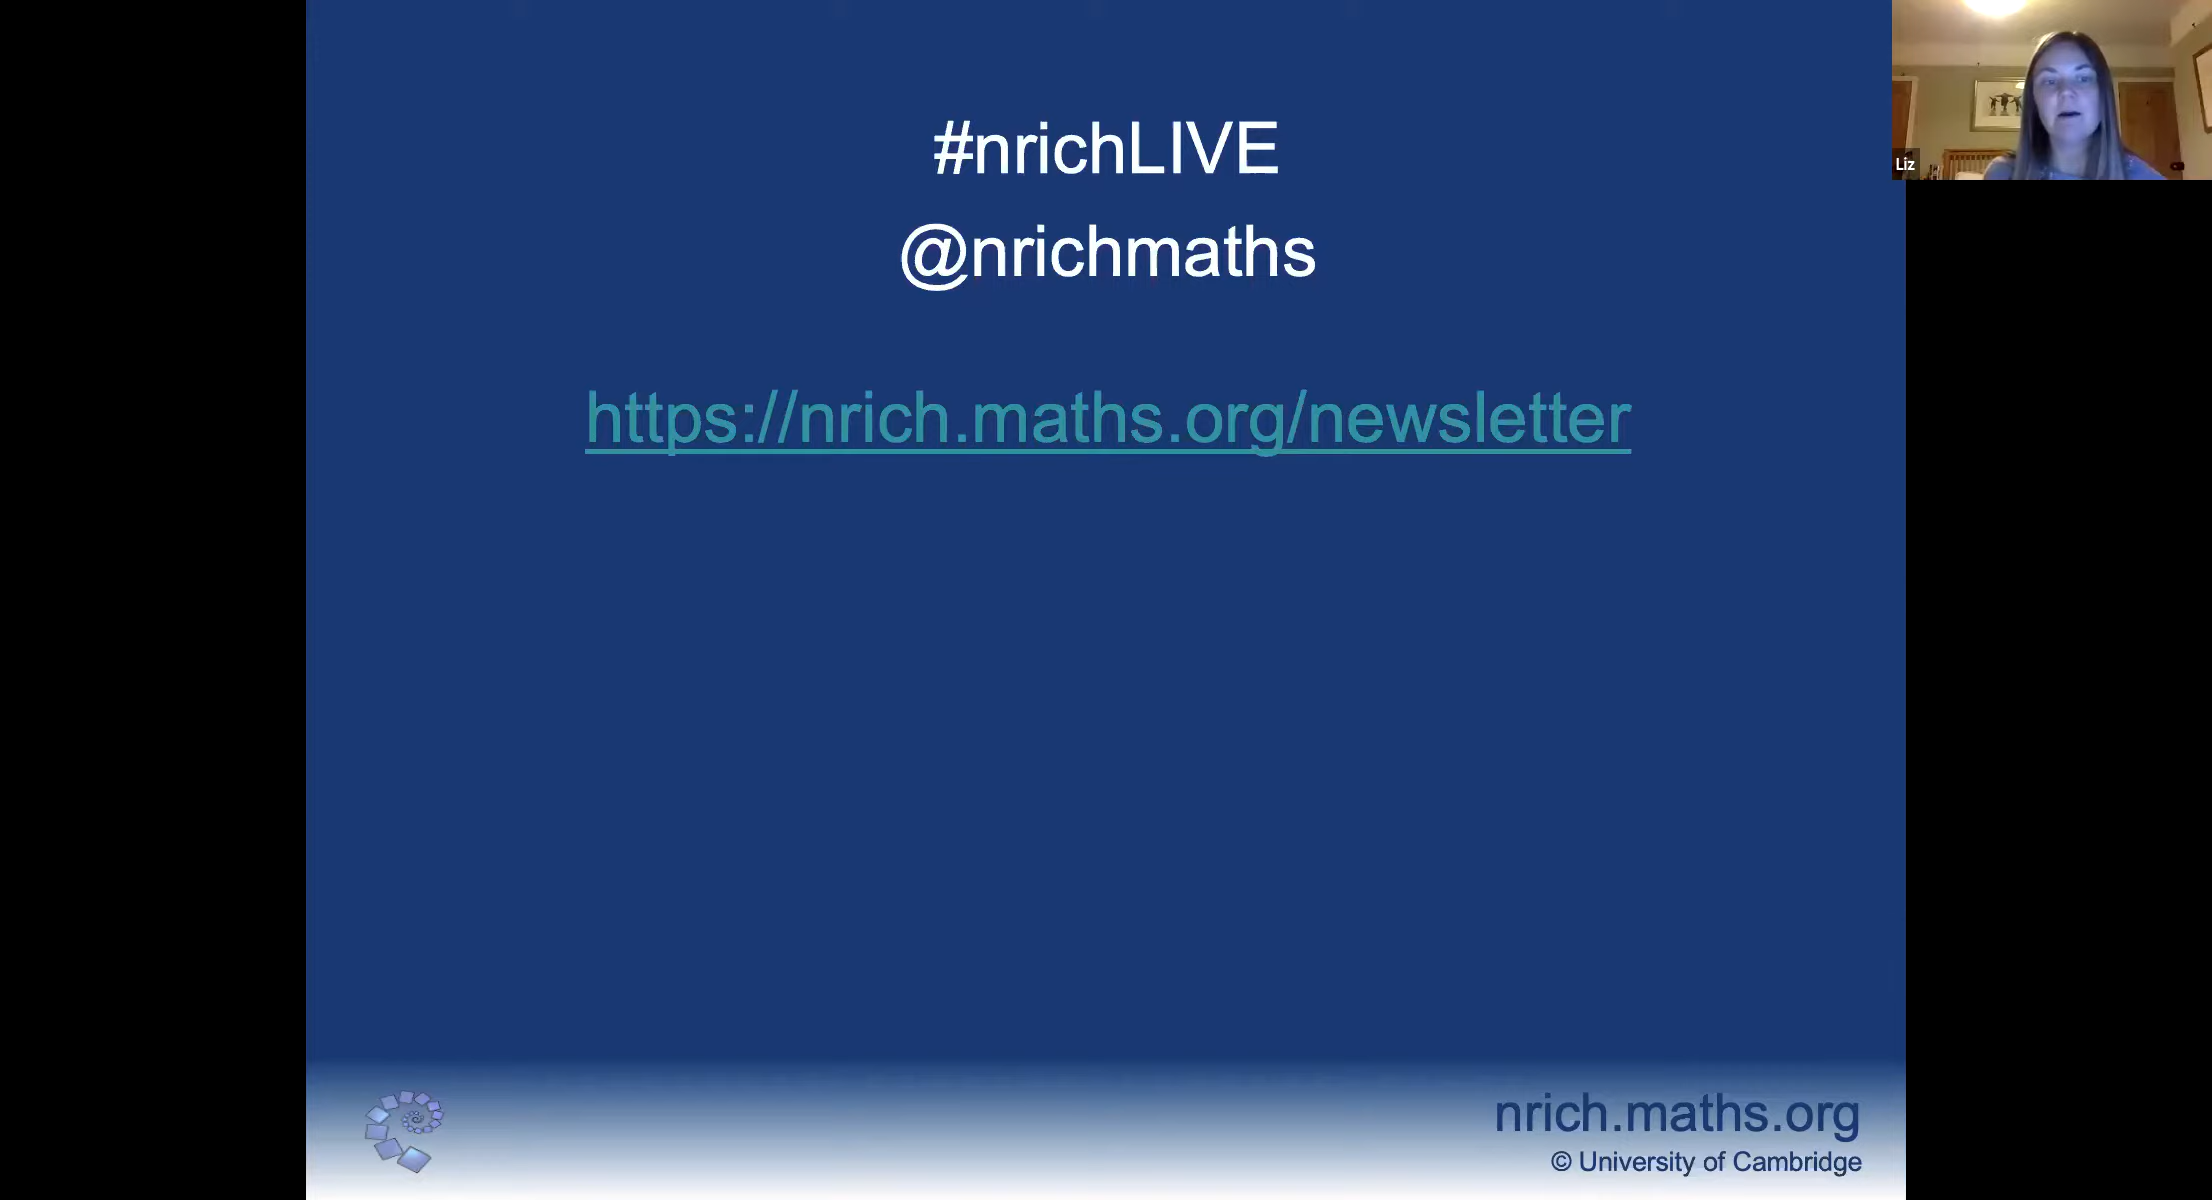 #nrichLIVE
@nrichmaths
https://nrich.maths.org/newsletter
Liz
nrich.maths.org
© University of Cambridge